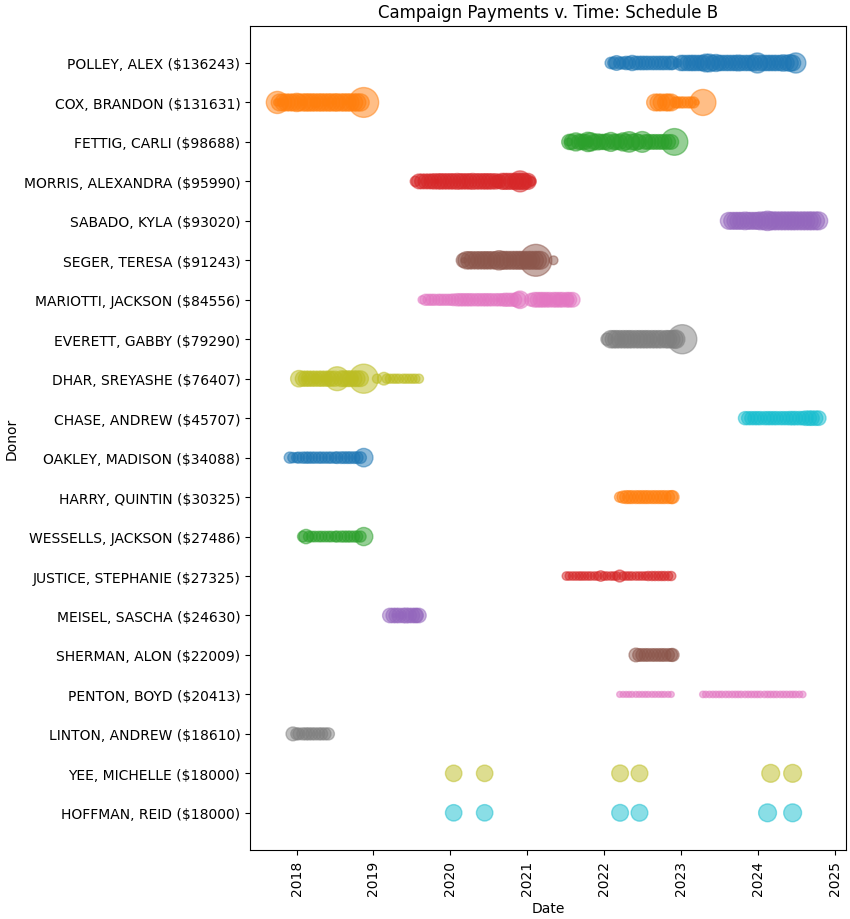 Campaign Payments v. Time: Schedule B
POLLEY, ALEX ($136243)
COX, BRANDON ($131631)
FETTIG, CARLI ($98688)
MORRIS, ALEXANDRA ($95990)
SABADO, KYLA ($93020)
SEGER, TERESA ($91243)
MARIOTTI, JACKSON ($84556)
EVERETT, GABBY ($79290)
DHAR, SREYASHE ($76407)
CHASE, ANDREW ($45707)
OAKLEY, MADISON ($34088)
HARRY, QUINTIN ($30325)
WESSELLS, JACKSON ($27486)
JUSTICE, STEPHANIE ($27325)
MEISEL, SASCHA ($24630)
SHERMAN, ALON ($22009)
PENTON, BOYD ($20413)
LINTON, ANDREW ($18610)
YEE, MICHELLE ($18000)
HOFFMAN, REID ($18000)
Donor
2018
2019
2020
2021
2022
2023
2024
2025
Date